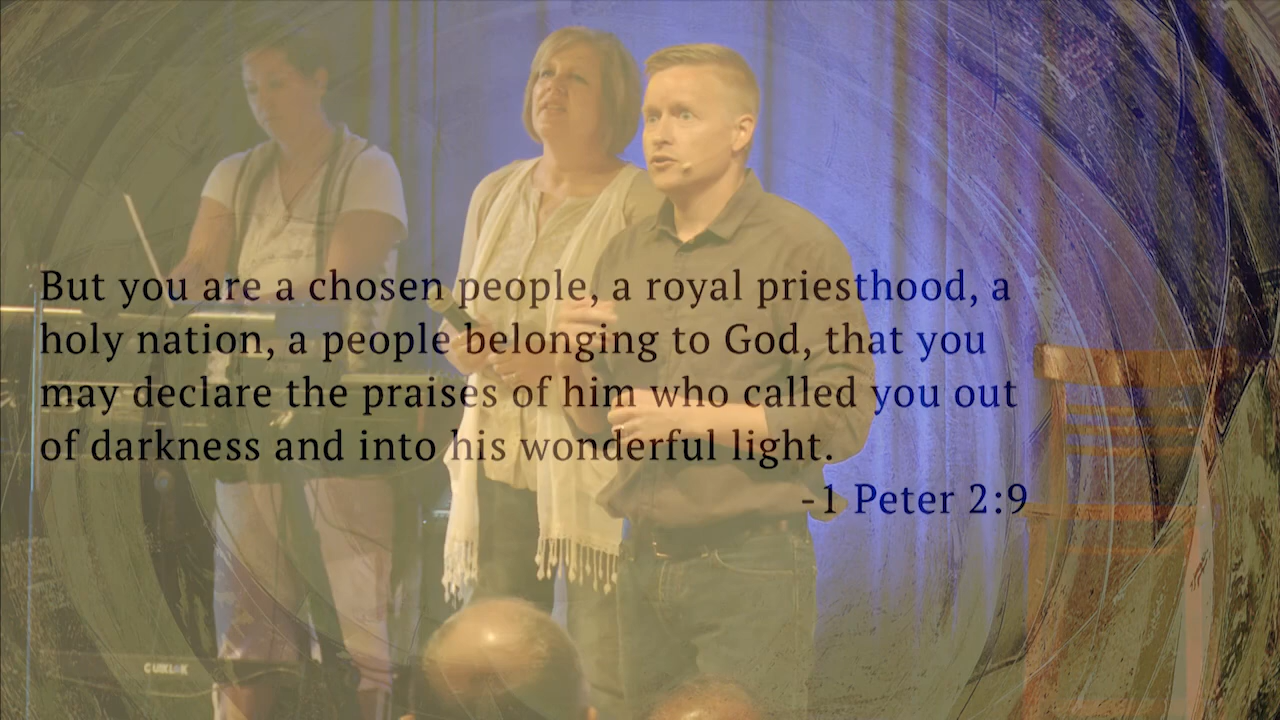 But you are a chosen people, a royal priesthood, a
holy nation, a people belonging to God, that you
may declare the praises of him who called you out
of darkness and into his wonderful light.
-1 Peter 2:9
QUIKLOK